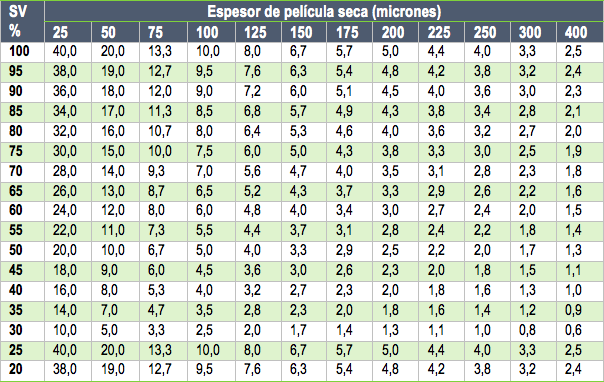 SV % Espesor de película seca (micrones)
25 50 75 100 125 150 175 200 225 250 300 400
100 40,0 20,0 13,3 10,0 8,0 6,7 5,7 5,0 4,4 4,0 3,3 2,5
95 38,0 19,0 12,7 9,5 7,6 6,3 5,4 4,8 4,2 3,8 3,2 2,4
90 36,0 18,0 12,0 9,0 7,2 6,0 5,1 4,5 4,0 3,6 3,0 2,3
85 34,0 17,0 11,3 8,5 6,8 5,7 4,9 4,3 3,8 3,4 2,8 2,1
80 32,0 16,0 10,7 8,0 6,4 5,3 4,6 4,0 3,6 3,2 2,7 2,0
75 30,0 15,0 10,0 7,5 6,0 5,0 4,3 3,8 3,3 3,0 2,5 1,9
70 28,0 14,0 9,3 7,0 5,6 4,7 4,0 3,5 3,1 2,8 2,3 1,8
65 26,0 13,0 8,7 6,5 5,2 4,3 3,7 3,3 2,9 2,6 2,2 1,6
60 24,0 12,0 8,0 6,0 4,8 4,0 3,4 3,0 2,7 2,4 2,0 1,5
55 22,0 11,0 7,3 5,5 4,4 3,7 3,1 2,8 2,4 2,2 1,8 1,4
50 20,0 10,0 6,7 5,0 4,0 3,3 2,9 2,5 2,2 2,0 1,7 1,3
45 18,0 9,0 6,0 4,5 3,6 3,0 2,6 2,3 2,0 1,8 1,5 1,1
40 16,0 8,0 5,3 4,0 3,2 2,7 2,3 2,0 1,8 1,6 1,3 1,0
35 14,0 7,0 4,7 3,5 2,8 2,3 2,0 1,8 1,6 1,4 1,2 0,9
30 10,0 5,0 3,3 2,5 2,0 1,7 1,4 1,3 1,1 1,0 0,8 0,6
25 40,0 20,0 13,3 10,0 8,0 6,7 5,7 5,0 4,4 4,0 3,3 2,5
20 38,0 19,0 12,7 9,5 7,6 6,3 5,4 4,8 4,2 3,8 3,2 2,4